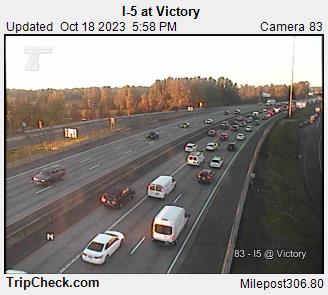 I-5 at Victory
Updated Oct 18 2023 5:58 PM Camera 83
T
N
83 - I5 @ Victory
TripCheck.com Milepost306.80